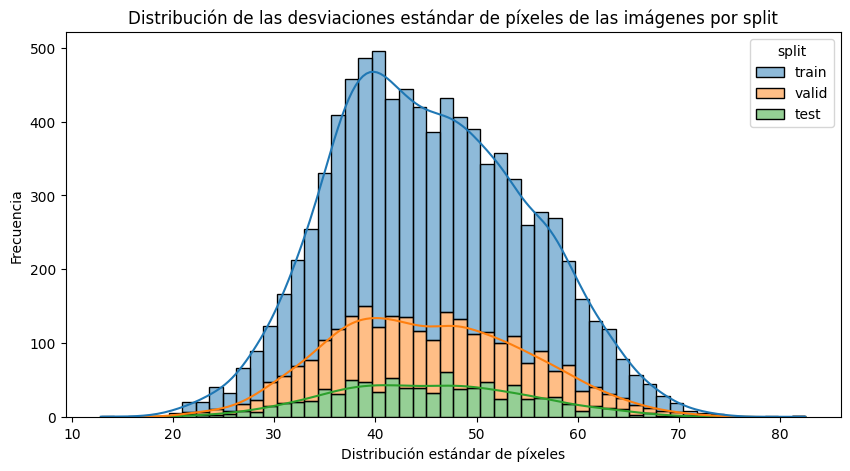 Distribución de las desviaciones estándar de píxeles de las imágenes por split
split
train
valid
test
Frecuencia
500
400
300
200
100
0
10 20 30 40 50 60 70 80
Distribución estándar de píxeles